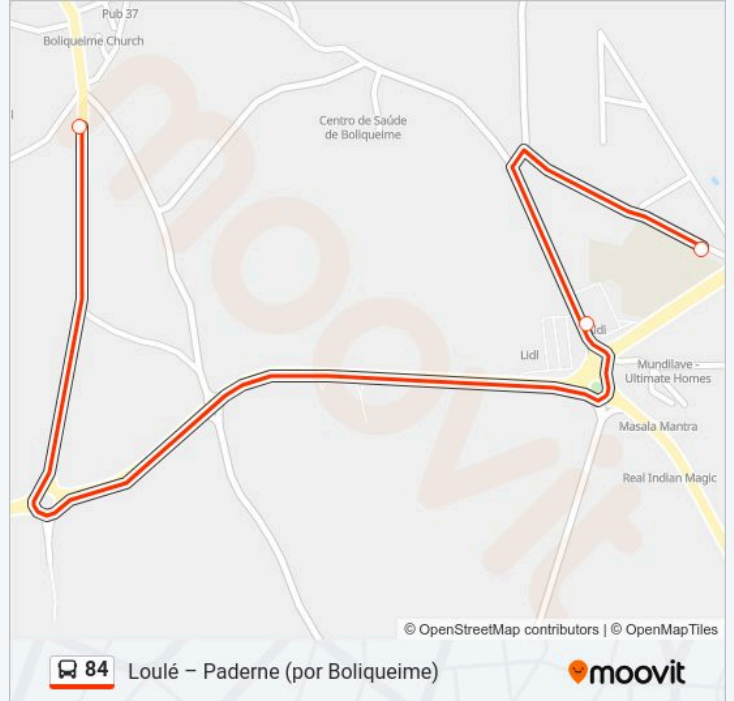 Pub 37
Boliqueime Church
Centro de Saúde
de Boliqueime
Lidl
Mundilave -
Ultimate Homes
Masala Mantra
Real Indian Magic
moovit
© OpenStreetMap contributors | © OpenMapTiles
84 Loulé – Paderne (por Boliqueime)
moovit